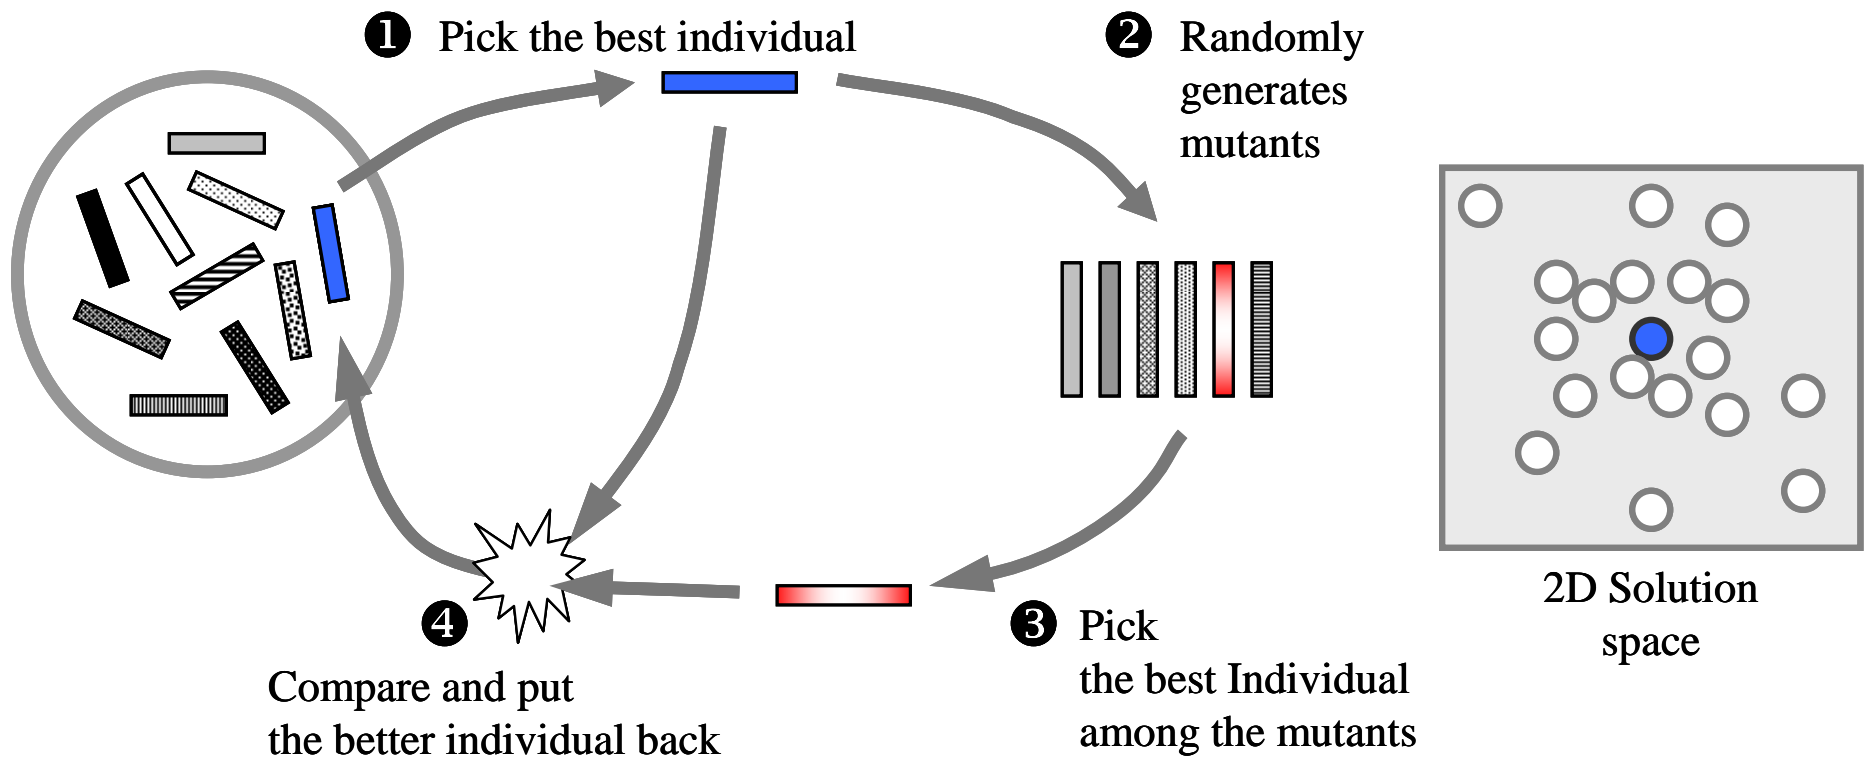 ❶ Pick the best individual
❷ Randomly
generates
mutants
2D Solution
space
❸ Pick
the best Individual
among the mutants
❹
Compare and put
the better individual back